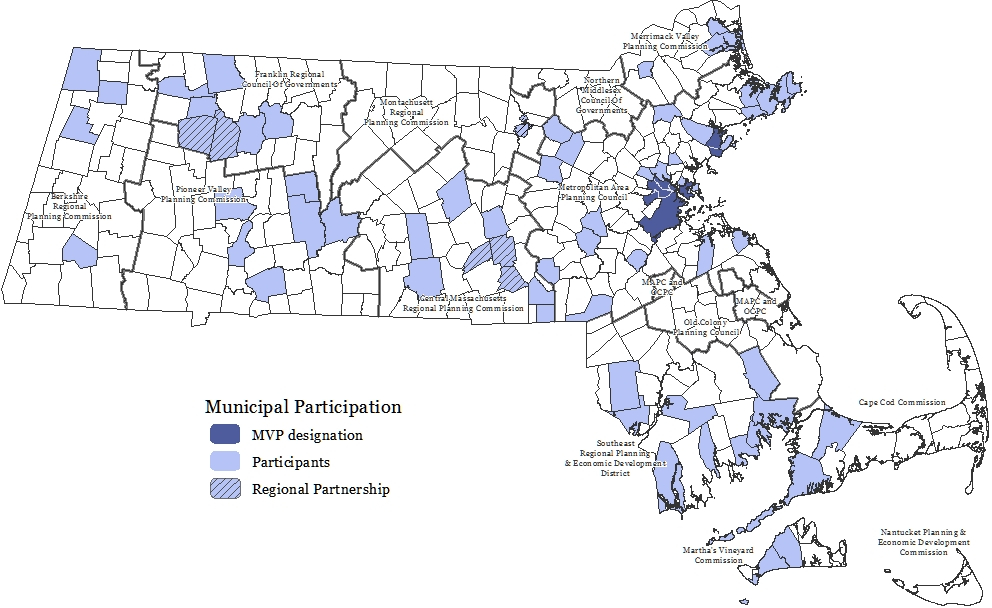 Merrimack Valley
Planning Commission
Franklin Regional
Council Of Governments
Northern
Middlesex
Council Of
Governments
Montachusett
Regional
Planning Commission
Metropolitan Area
Planning Council
Pioneer Valley
Planning Commission
Berkshire
Regional
Planning Commission
MAPC and
OCPC
MAPC and
OCPC
Central Massachusetts
Regional Planning Commission
Old Colony
Planning Council
Cape Cod Commission
Municipal Participation
MVP designation
Participants
Regional Partnership
Southeast
Regional Planning
& Economic Development
District
Martha's Vineyard
Commission
Nantucket Planning &
Economic Development
Commission